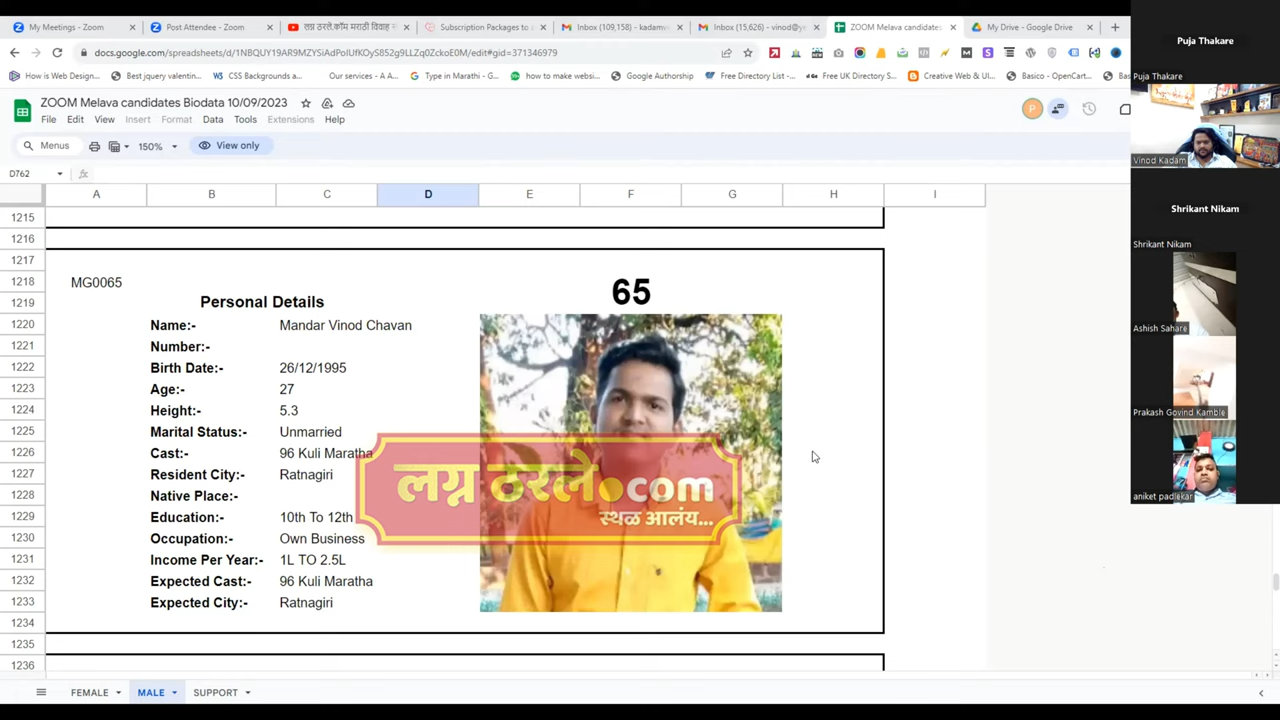 My Meetings - Zoom
Post Attendee - Zoom
लग्न ठरले.कॉम मराठी विवाह
Subscription Packages to
Inbox (109,158) - kadamv
Inbox (15,626) - vinod@ye
ZOOM Melava candidates
My Drive - Google Drive
docs.google.com/spreadsheets/d/1N8QUY19AR9MZYSiAdPolUfKOyS852g9LLZq0ZckoE0M/edit#gid=371346979
How is Web Design...
Best jquery valentin...
CSS Backgrounds a...
Our services - A A...
Type in Marathi - G...
how to make websi...
Google Authorship
Free Directory List -...
Free UK Directory S...
Creative Web & UI...
Basico - OpenCart...
Bas
ZOOM Melava candidates Biodata 10/09/2023
File Edit View Insert Format Data Tools Extensions Help
P
Menus
150%
View only
D762
fx
A B C D E F G H I
1215
1216
1217
1218 MG0065 65
1219 Personal Details
1220 Name:- Mandar Vinod Chavan
1221 Number:-
1222 Birth Date:- 26/12/1995
1223 Age:- 27
1224 Height:- 5.3
1225 Marital Status:- Unmarried
1226 Cast:- 96 Kuli Maratha
1227 Resident City:- Ratnagiri
1228 Native Place:-
1229 Education:- 10th To 12th
1230 Occupation:- Own Business
1231 Income Per Year:- 1L TO 2.5L
1232 Expected Cast:- 96 Kuli Maratha
1233 Expected City:- Ratnagiri
1234
1235
1236
लग्न ठरले.com
स्थळ आलंय...
FEMALE
MALE
SUPPORT
Puja Thakare
Puja Thakare
Vinod Kadam
Shrikant Nikam
Shrikant Nikam
Ashish Sahare
Prakash Govind Kamble
aniket padlekar